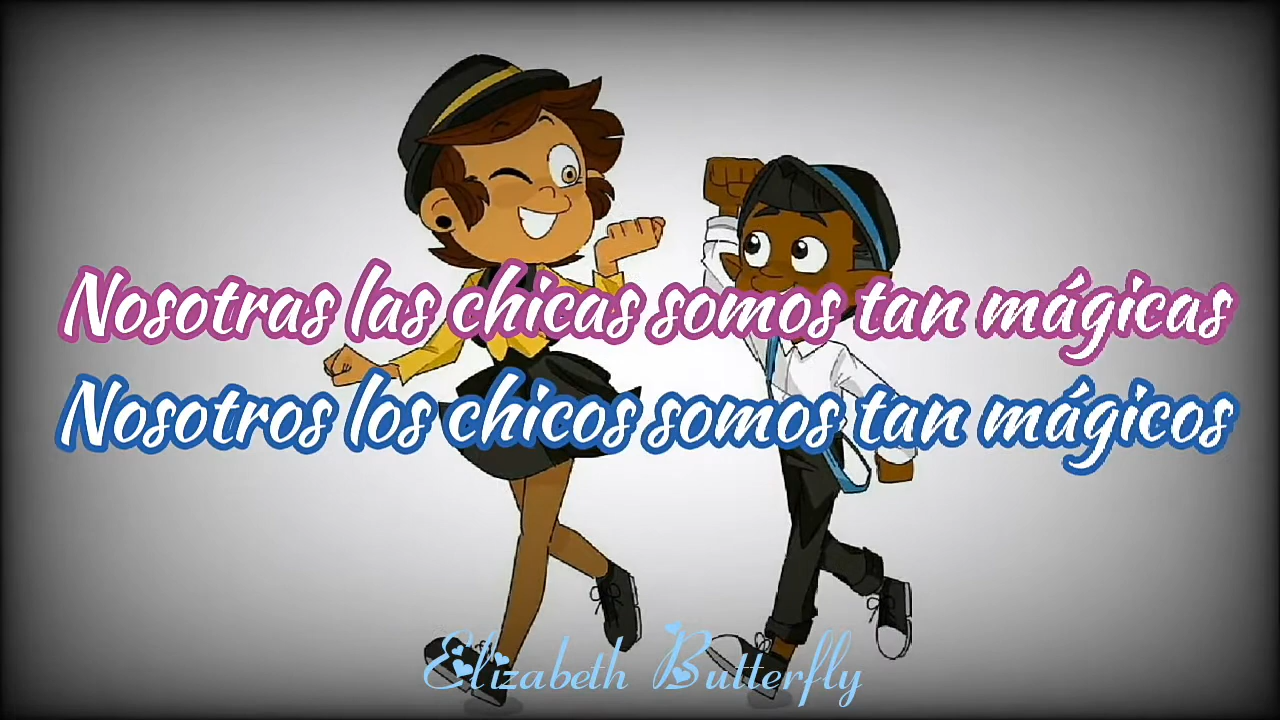 Nosotras las chicas somos tan mágicas
Nosotros los chicos somos tan mágicos
Elizabeth Butterfly